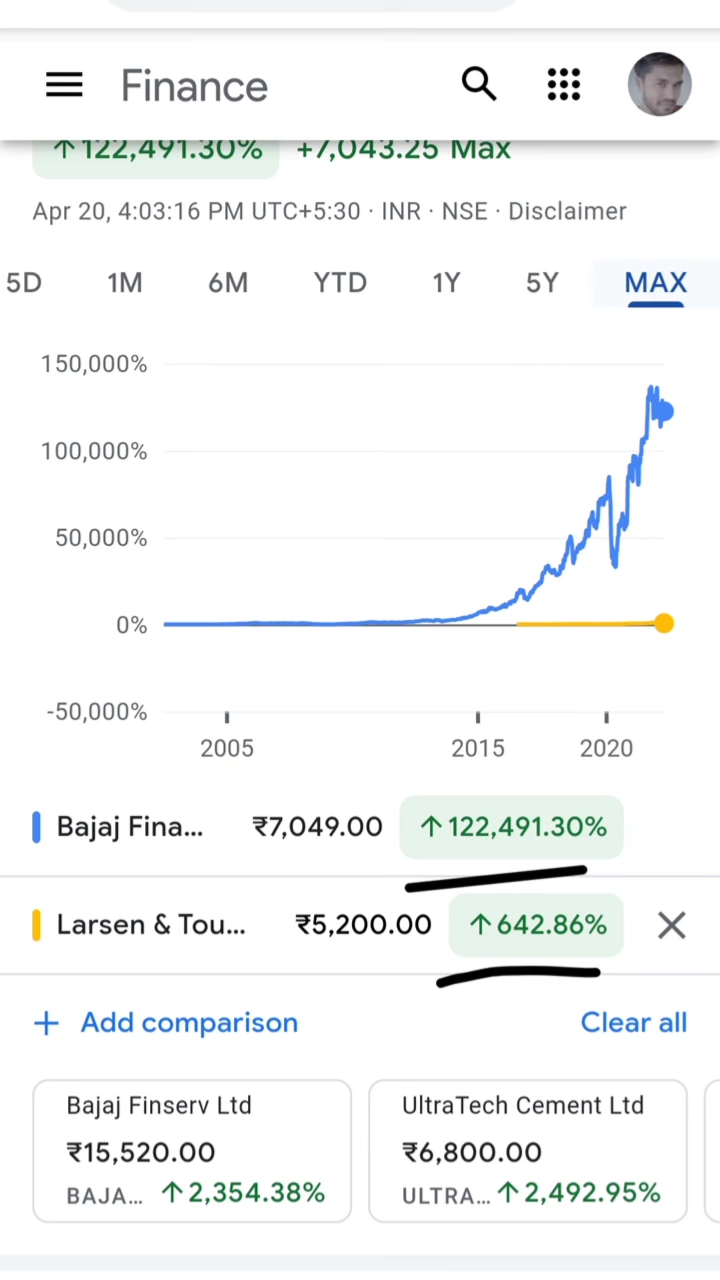 Finance
↑122,491.30% +7,043.25 Max
Apr 20, 4:03:16 PM UTC+5:30 · INR · NSE · Disclaimer
5D 1M 6M YTD 1Y 5Y MAX
150,000%
100,000%
50,000%
0%
-50,000%
2005 2015 2020
Bajaj Fina... ₹7,049.00 ↑122,491.30%
Larsen & Tou... ₹5,200.00 ↑642.86%
+ Add comparison Clear all
Bajaj Finserv Ltd
₹15,520.00
BAJA... ↑2,354.38%
UltraTech Cement Ltd
₹6,800.00
ULTRA... ↑2,492.95%